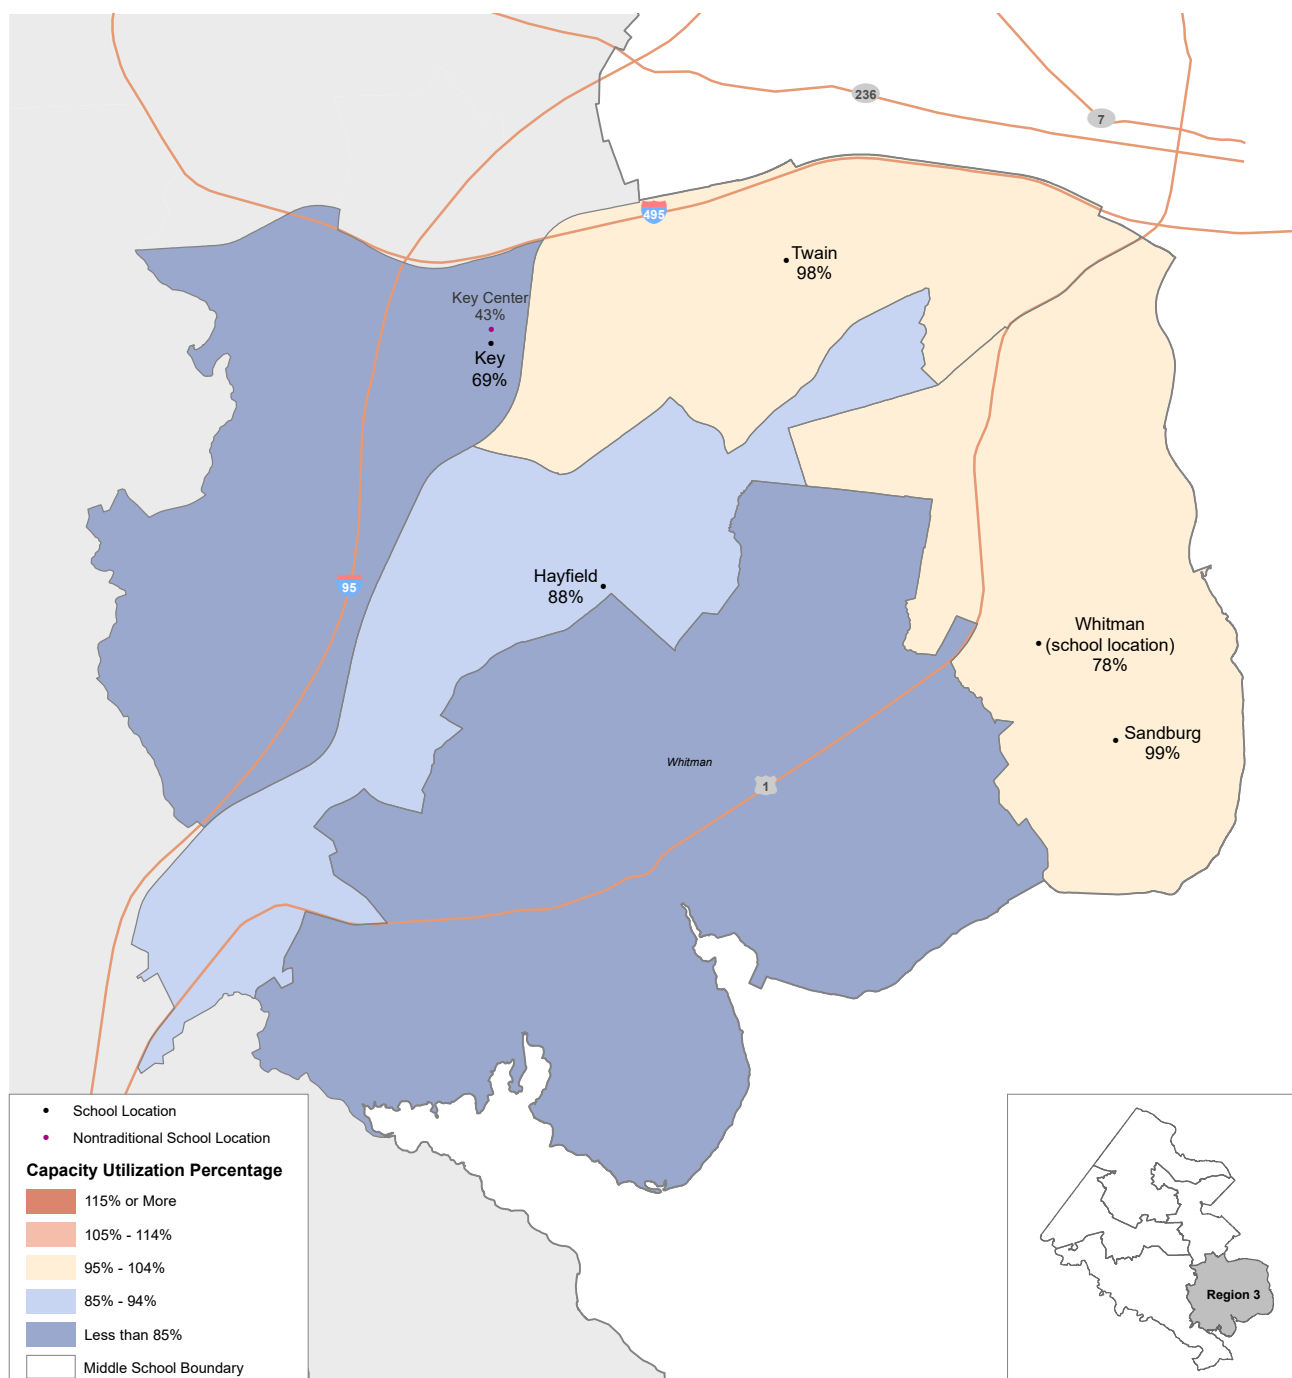 236
7
495
Twain
98%
Key Center
43%
Key
69%
Hayfield
88%
95
Whitman
(school location)
78%
Sandburg
99%
Whitman
1
School Location
Nontraditional School Location
Capacity Utilization Percentage
115% or More
105% - 114%
95% - 104%
85% - 94%
Less than 85%
Middle School Boundary
Region 3